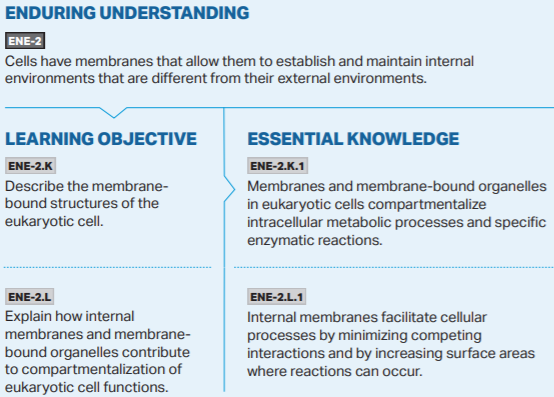 ENDURING UNDERSTANDING
ENE-2
Cells have membranes that allow them to establish and maintain internal
environments that are different from their external environments.
LEARNING OBJECTIVE
ENE-2.K
Describe the membrane-
bound structures of the
eukaryotic cell.
ESSENTIAL KNOWLEDGE
ENE-2.K.1
Membranes and membrane-bound organelles
in eukaryotic cells compartmentalize
intracellular metabolic processes and specific
enzymatic reactions.
ENE-2.L
Explain how internal
membranes and membrane-
bound organelles contribute
to compartmentalization of
eukaryotic cell functions.
ENE-2.L.1
Internal membranes facilitate cellular
processes by minimizing competing
interactions and by increasing surface areas
where reactions can occur.